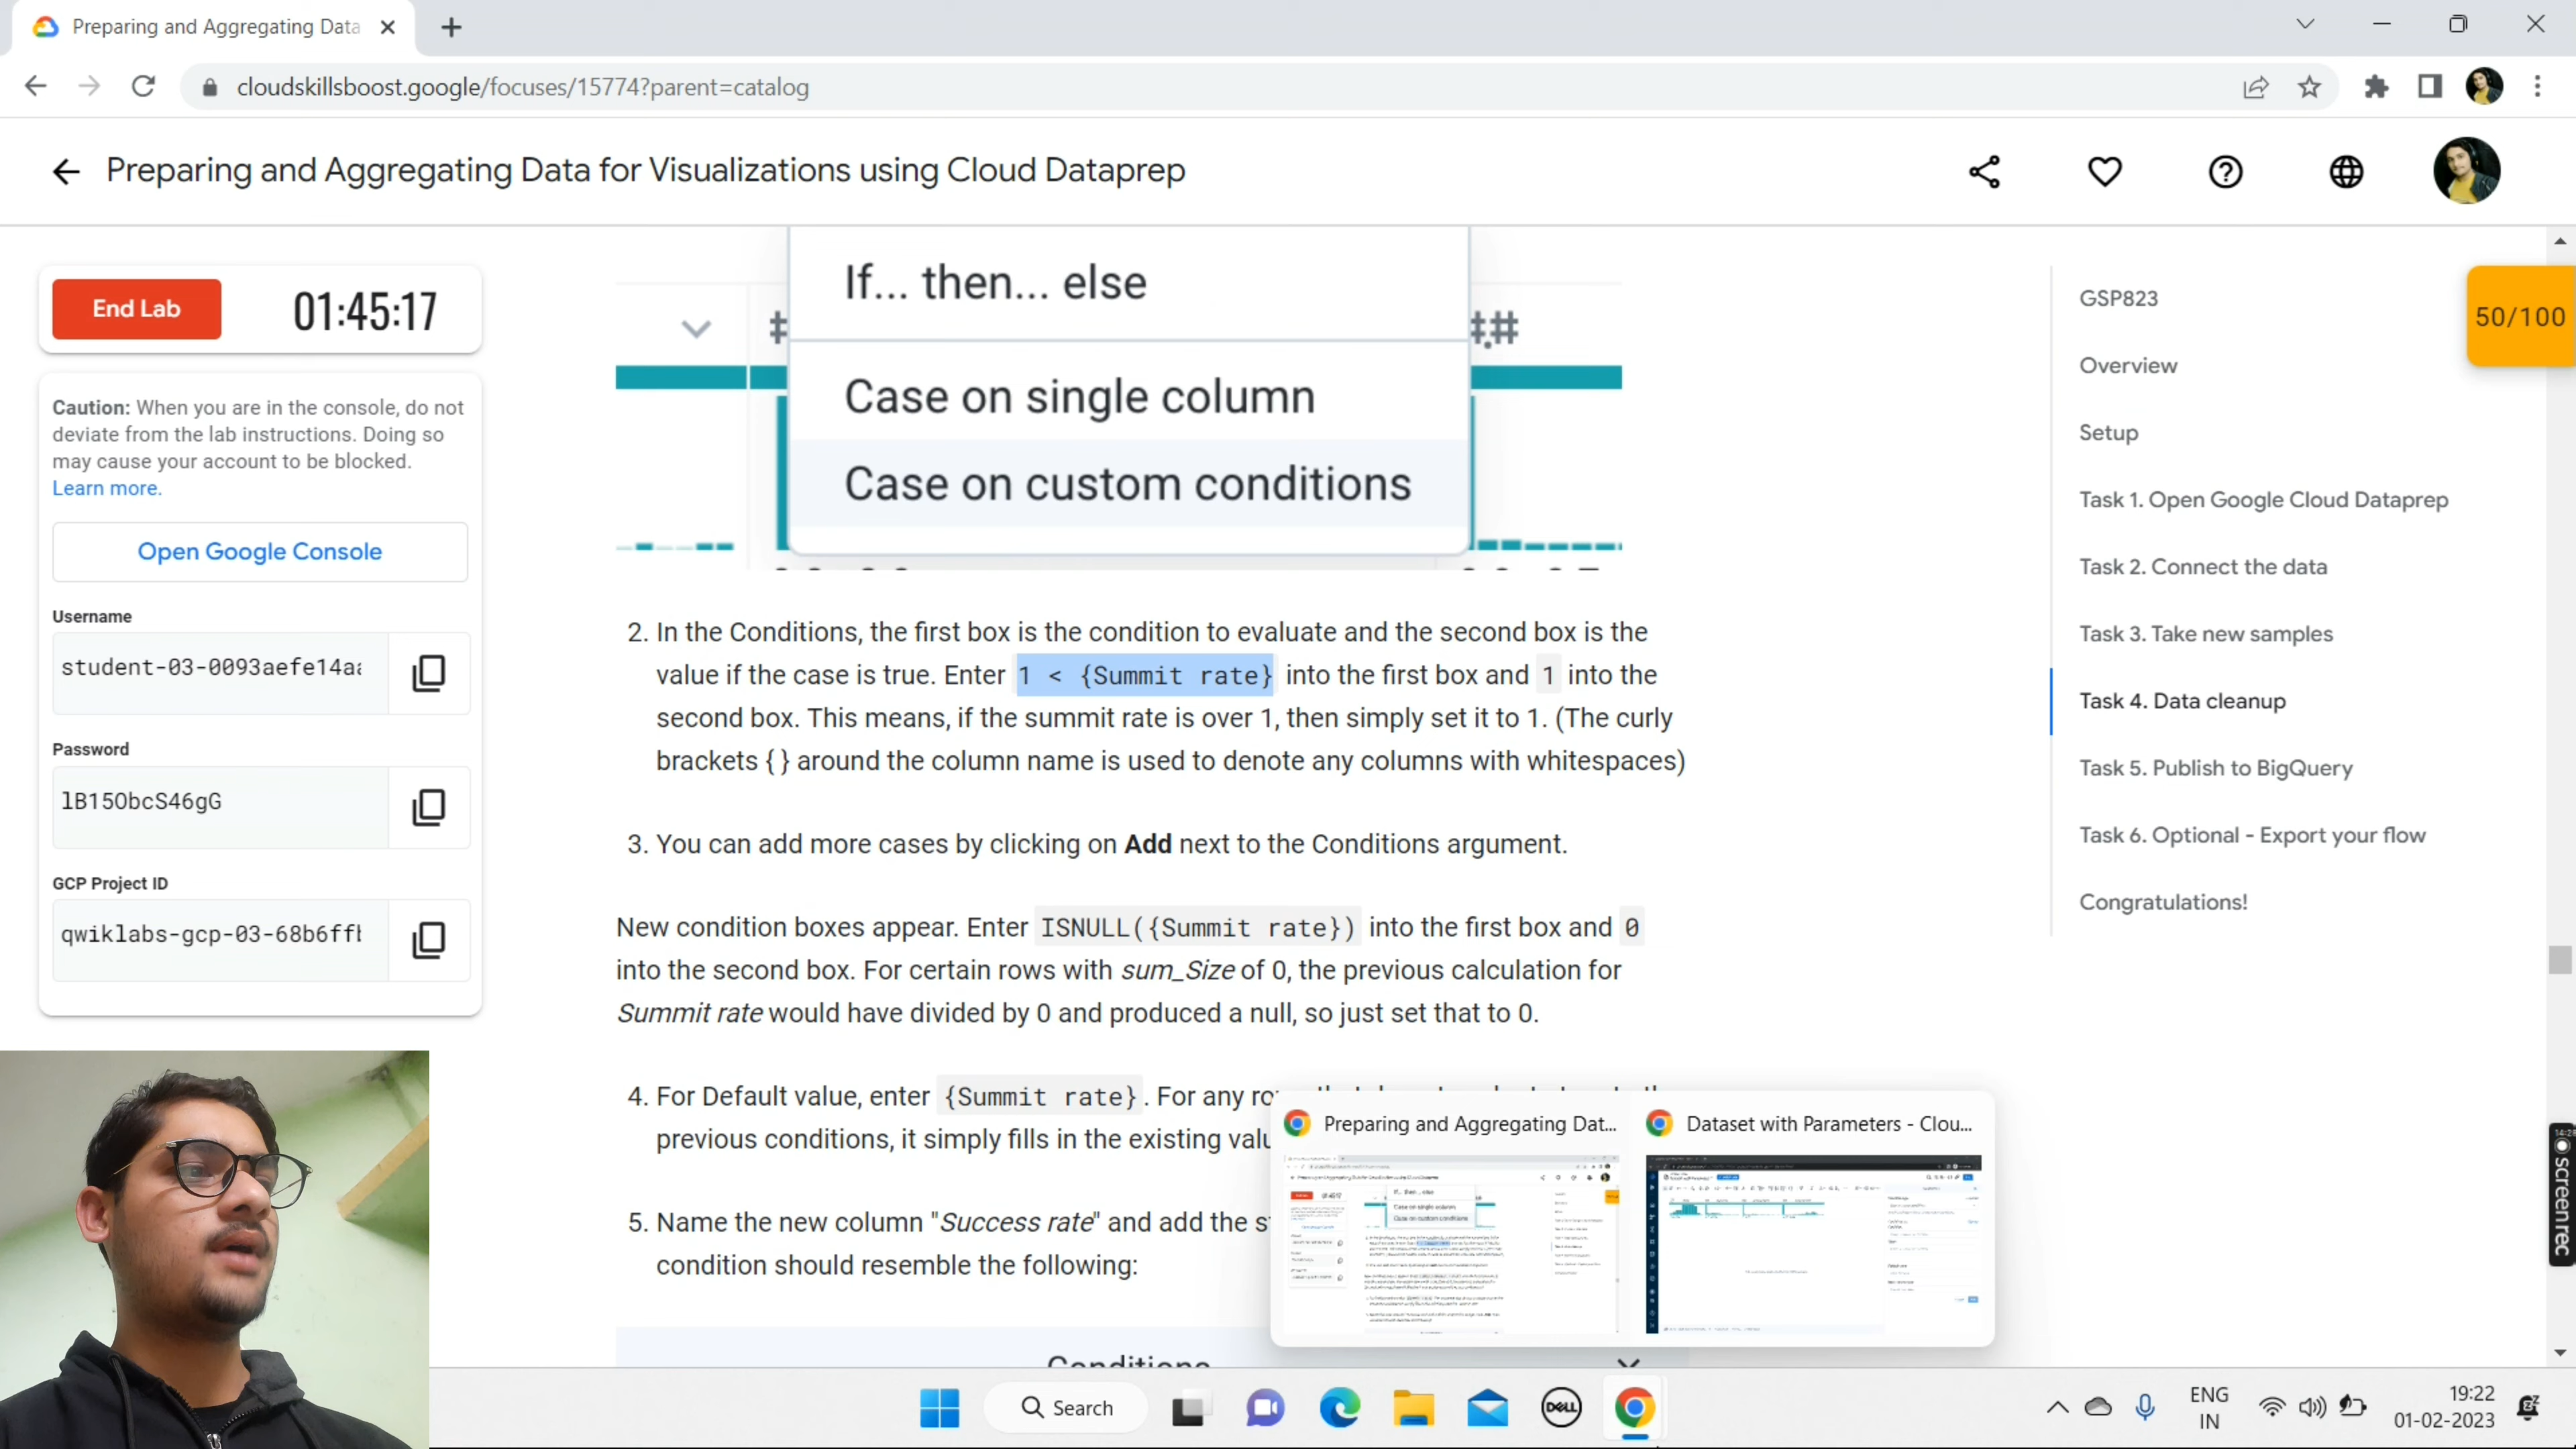 Preparing and Aggregating Data
cloudskillsboost.google/focuses/15774?parent=catalog
Preparing and Aggregating Data for Visualizations using Cloud Dataprep
End Lab
01:45:17
Caution: When you are in the console, do not
deviate from the lab instructions. Doing so
may cause your account to be blocked.
Learn more.
Open Google Console
Username
student-03-0093aefe14aa
Password
lB15ObcS46gG
GCP Project ID
qwiklabs-gcp-03-68b6ff
If... then... else
Case on single column
Case on custom conditions
2. In the Conditions, the first box is the condition to evaluate and the second box is the
value if the case is true. Enter 1 < {Summit rate} into the first box and 1 into the
second box. This means, if the summit rate is over 1, then simply set it to 1. (The curly
brackets { } around the column name is used to denote any columns with whitespaces)
3. You can add more cases by clicking on Add next to the Conditions argument.
New condition boxes appear. Enter ISNULL({Summit rate}) into the first box and 0
into the second box. For certain rows with sum_Size of 0, the previous calculation for
Summit rate would have divided by 0 and produced a null, so just set that to 0.
4. For Default value, enter {Summit rate}. For any ro
previous conditions, it simply fills in the existing valu
5. Name the new column "Success rate" and add the s
condition should resemble the following:
Conditions
GSP823
Overview
Setup
Task 1. Open Google Cloud Dataprep
Task 2. Connect the data
Task 3. Take new samples
Task 4. Data cleanup
Task 5. Publish to BigQuery
Task 6. Optional - Export your flow
Congratulations!
50/100
Preparing and Aggregating Dat...
Dataset with Parameters - Clou...
14:28
screenrec
Search
DELL
ENG
IN
19:22
01-02-2023